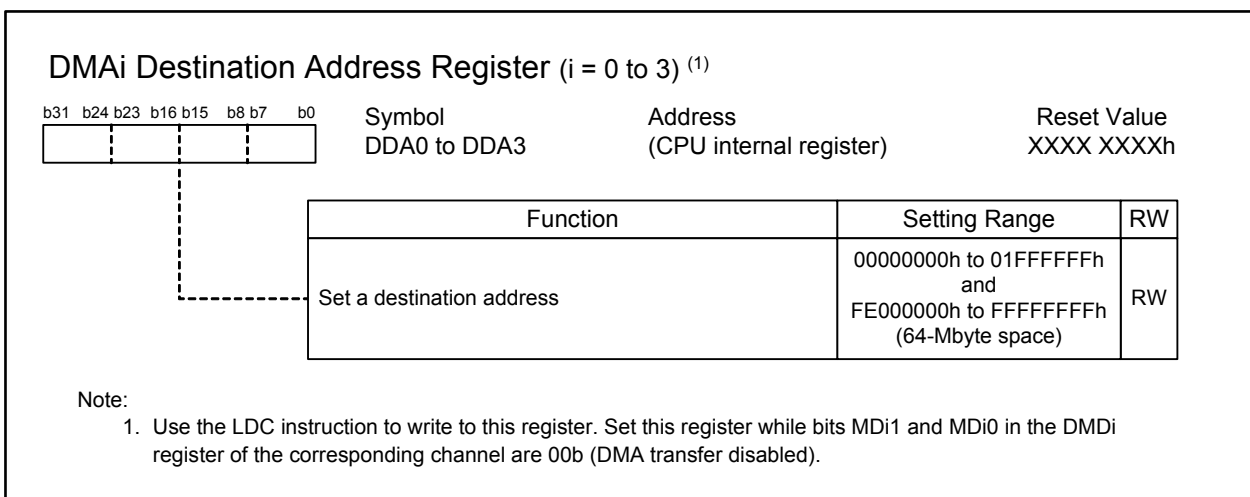 DMAi Destination Address Register (i = 0 to 3) (1)
b31 b24 b23 b16 b15 b8 b7 b0
Symbol Address Reset Value
DDA0 to DDA3 (CPU internal register) XXXX XXXXh
Function Setting Range RW
Set a destination address
00000000h to 01FFFFFFh
and
FE000000h to FFFFFFFFh
(64-Mbyte space)
RW
Note:
1. Use the LDC instruction to write to this register. Set this register while bits MDi1 and MDi0 in the DMDi
register of the corresponding channel are 00b (DMA transfer disabled).